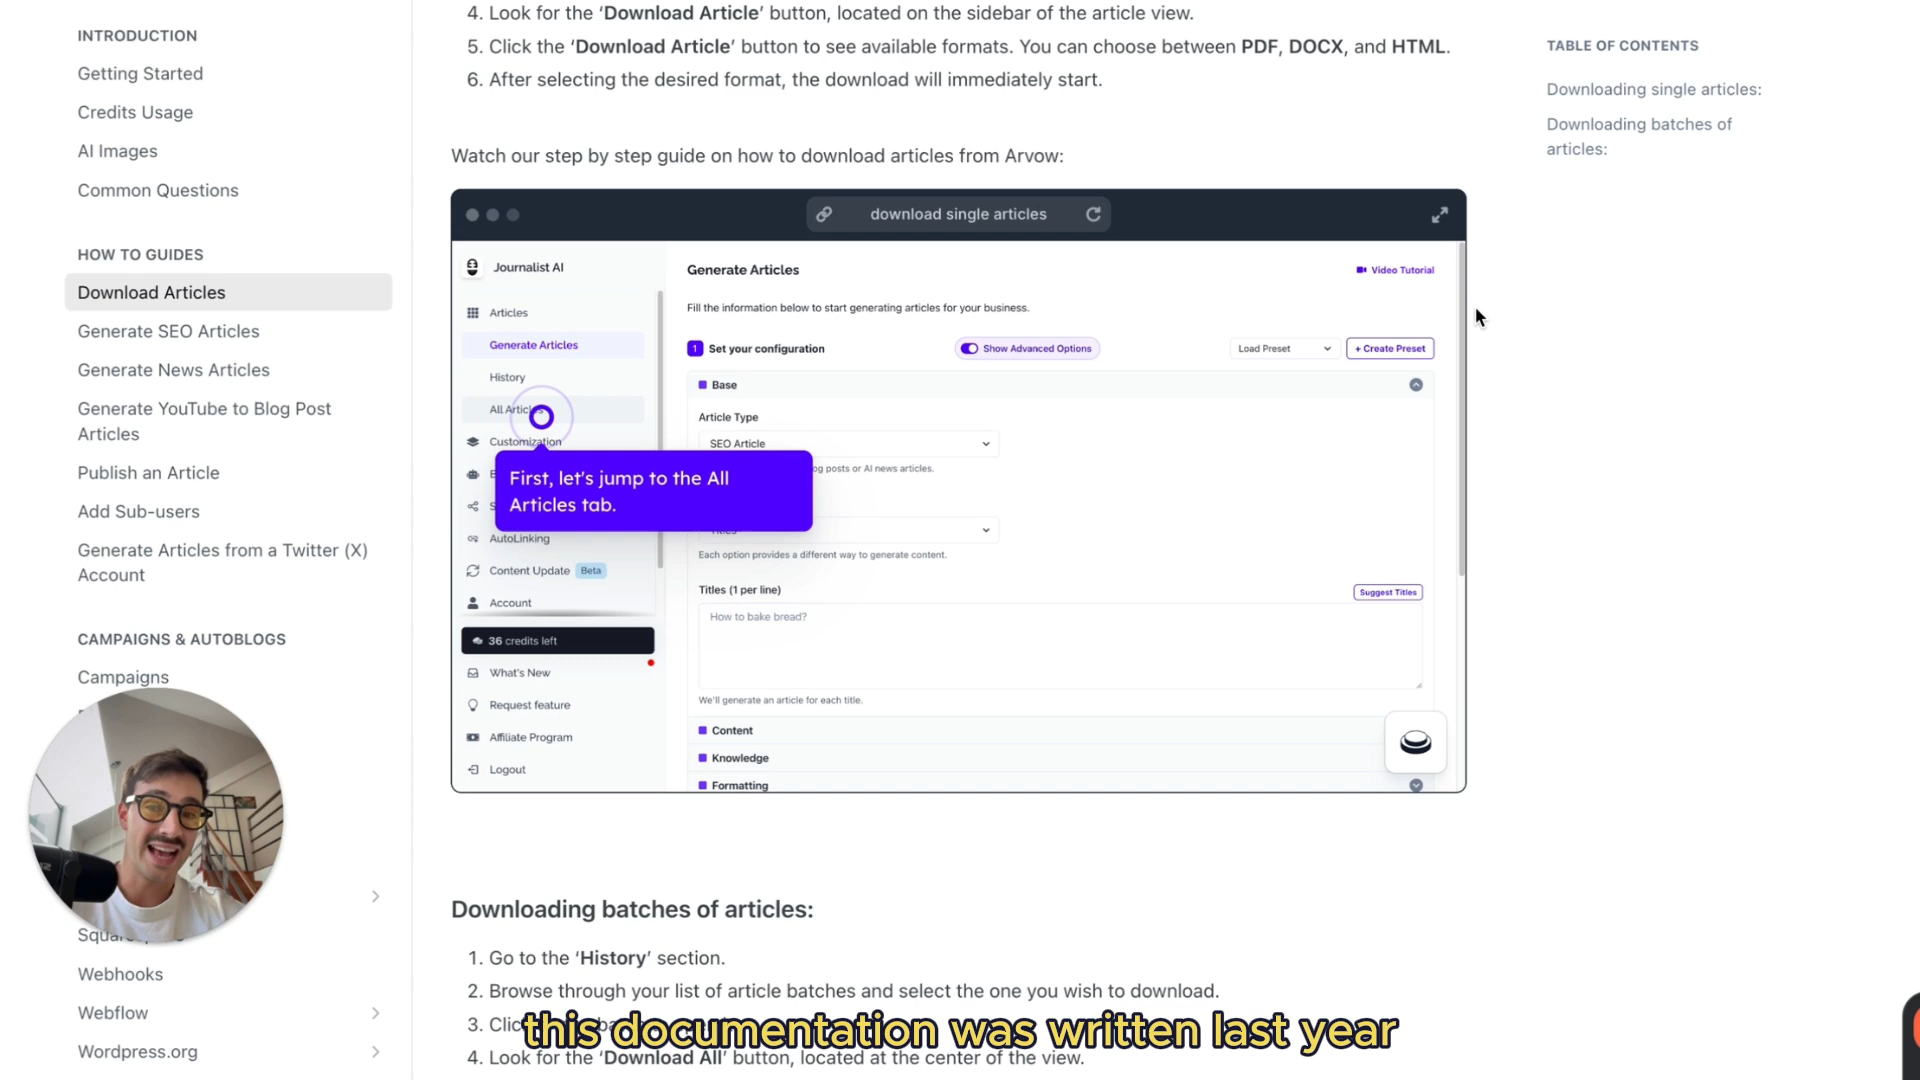 INTRODUCTION
Getting Started
Credits Usage
AI Images
Common Questions
HOW TO GUIDES
Download Articles
Generate SEO Articles
Generate News Articles
Generate YouTube to Blog Post
Articles
Publish an Article
Add Sub-users
Generate Articles from a Twitter (X)
Account
CAMPAIGNS & AUTOBLOGS
Campaigns
Webhooks
Webflow
Wordpress.org
4. Look for the ‘Download Article’ button, located on the sidebar of the article view.
5. Click the ‘Download Article’ button to see available formats. You can choose between PDF, DOCX, and HTML.
6. After selecting the desired format, the download will immediately start.
Watch our step by step guide on how to download articles from Arvow:
download single articles
Journalist AI
Articles
Generate Articles
History
All Articles
Customization
First, let's jump to the All
Articles tab.
AutoLinking
Content Update Beta
Account
36 credits left
What's New
Request feature
Affiliate Program
Logout
Generate Articles
Video Tutorial
Fill the information below to start generating articles for your business.
1 Set your configuration
Show Advanced Options
Load Preset
+ Create Preset
Base
Article Type
SEO Article
posts or AI news articles.
Each option provides a different way to generate content.
Titles (1 per line)
Suggest Titles
How to bake bread?
We'll generate an article for each title.
Content
Knowledge
Formatting
Downloading batches of articles:
1. Go to the ‘History’ section.
2. Browse through your list of article batches and select the one you wish to download.
3.
this documentation was written last year
4. Look for the ‘Download All’ button, located at the center of the view.
TABLE OF CONTENTS
Downloading single articles:
Downloading batches of
articles: